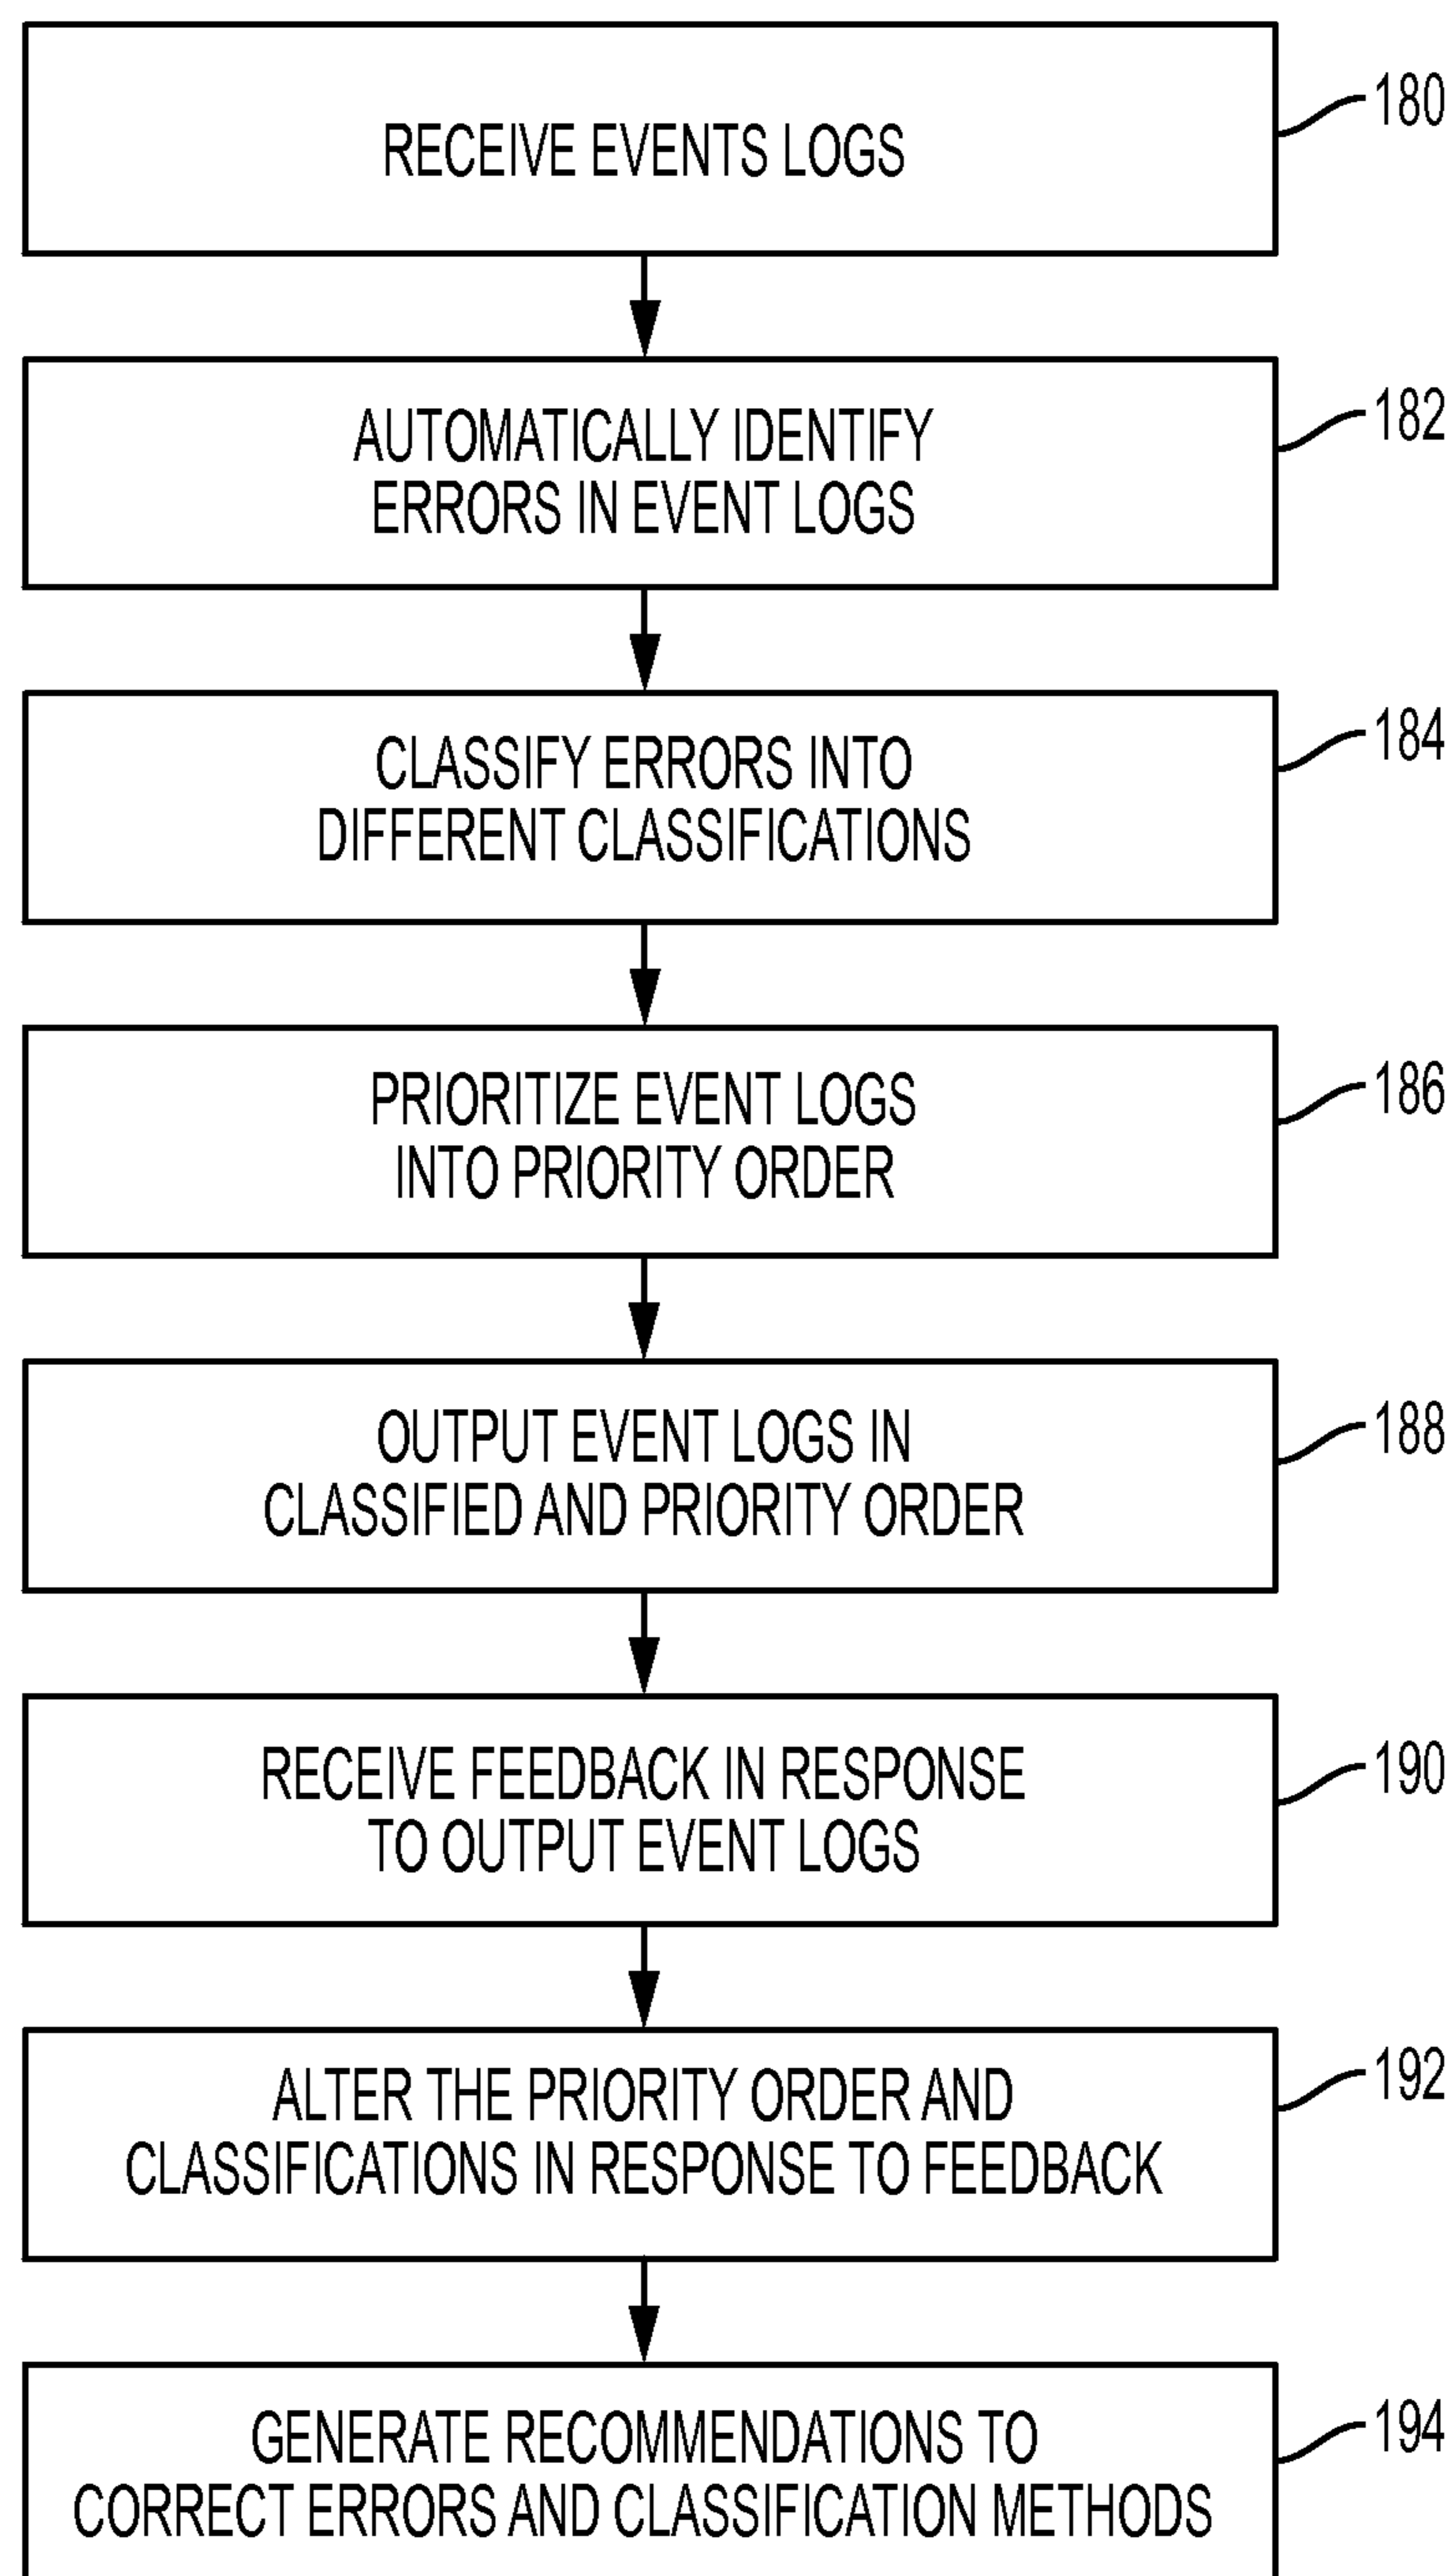 RECEIVE EVENTS LOGS
180
AUTOMATICALLY IDENTIFY
ERRORS IN EVENT LOGS
182
CLASSIFY ERRORS INTO
DIFFERENT CLASSIFICATIONS
184
PRIORITIZE EVENT LOGS
INTO PRIORITY ORDER
186
OUTPUT EVENT LOGS IN
CLASSIFIED AND PRIORITY ORDER
188
RECEIVE FEEDBACK IN RESPONSE
TO OUTPUT EVENT LOGS
190
ALTER THE PRIORITY ORDER AND
CLASSIFICATIONS IN RESPONSE TO FEEDBACK
192
GENERATE RECOMMENDATIONS TO
CORRECT ERRORS AND CLASSIFICATION METHODS
194